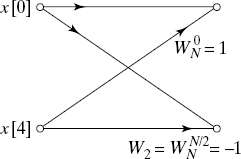 x[0]
W_N^0 = 1
x[4]
W_2 = W_N^{N/2} = -1